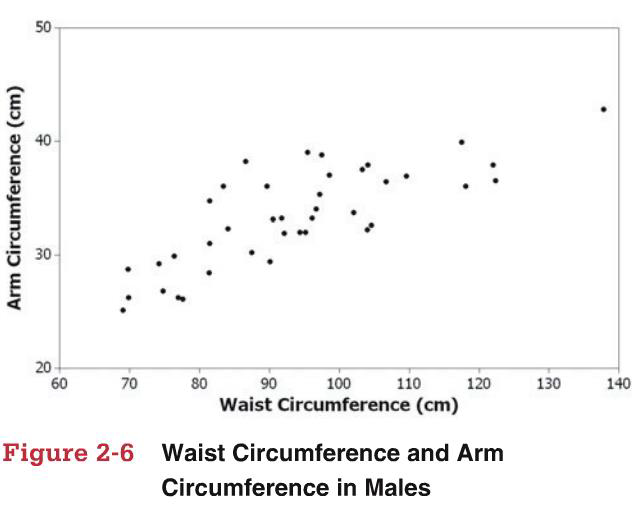 50
40
30
20
Arm Circumference (cm)
60 70 80 90 100 110 120 130 140
Waist Circumference (cm)
Figure 2-6 Waist Circumference and Arm
Circumference in Males